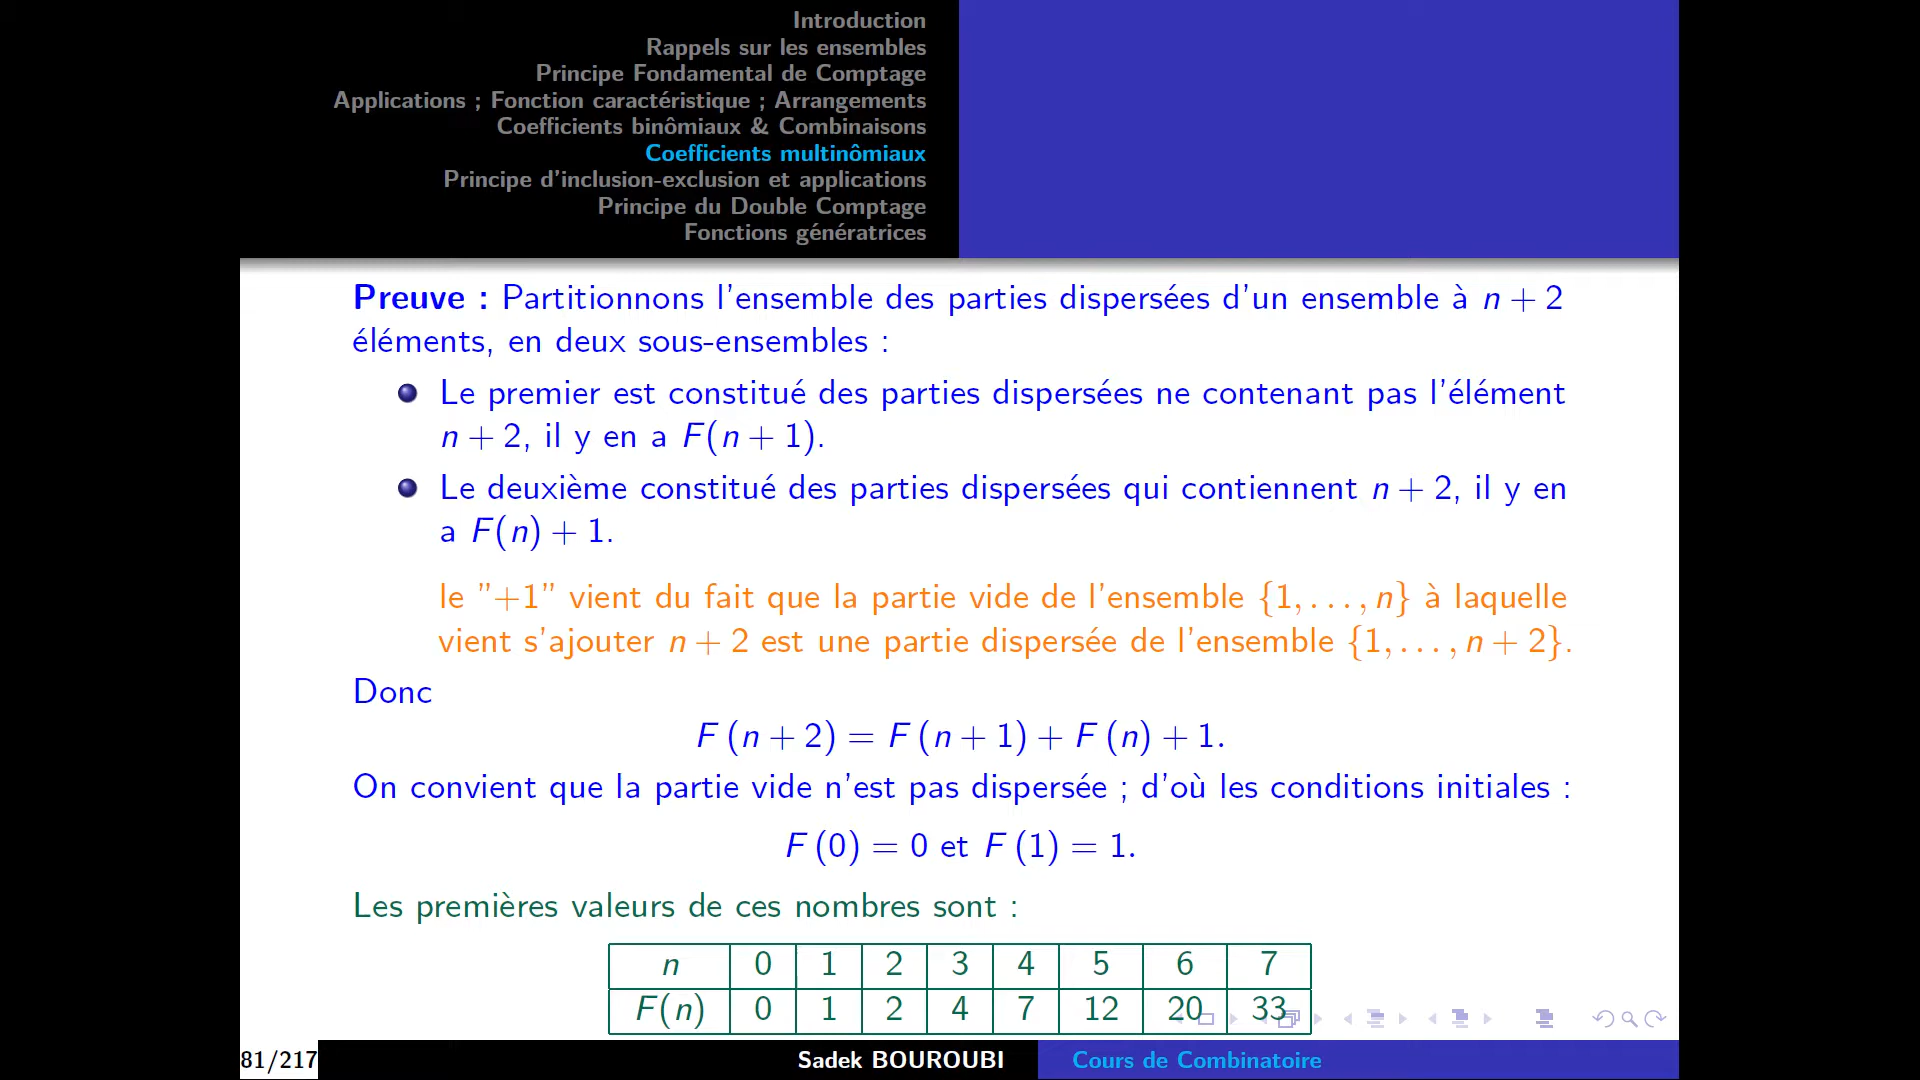 Introduction
Rappels sur les ensembles
Principe Fondamental de Comptage
Applications ; Fonction caractéristique ; Arrangements
Coefficients binômiaux & Combinaisons
Coefficients multinômiaux
Principe d'inclusion-exclusion et applications
Principe du Double Comptage
Fonctions génératrices
Preuve : Partitionnons l'ensemble des parties dispersées d'un ensemble à n + 2
éléments, en deux sous-ensembles :
Le premier est constitué des parties dispersées ne contenant pas l'élément
n + 2, il y en a F(n + 1).
Le deuxième constitué des parties dispersées qui contiennent n + 2, il y en
a F(n) + 1.
le "+1" vient du fait que la partie vide de l'ensemble {1, . . . , n} à laquelle
vient s'ajouter n + 2 est une partie dispersée de l'ensemble {1, . . . , n + 2}.
Donc
F (n + 2) = F (n + 1) + F (n) + 1.
On convient que la partie vide n'est pas dispersée ; d'où les conditions initiales :
F (0) = 0 et F (1) = 1.
Les premières valeurs de ces nombres sont :
n 0 1 2 3 4 5 6 7
F(n) 0 1 2 4 7 12 20 33
81/217 Sadek BOUROUBI Cours de Combinatoire